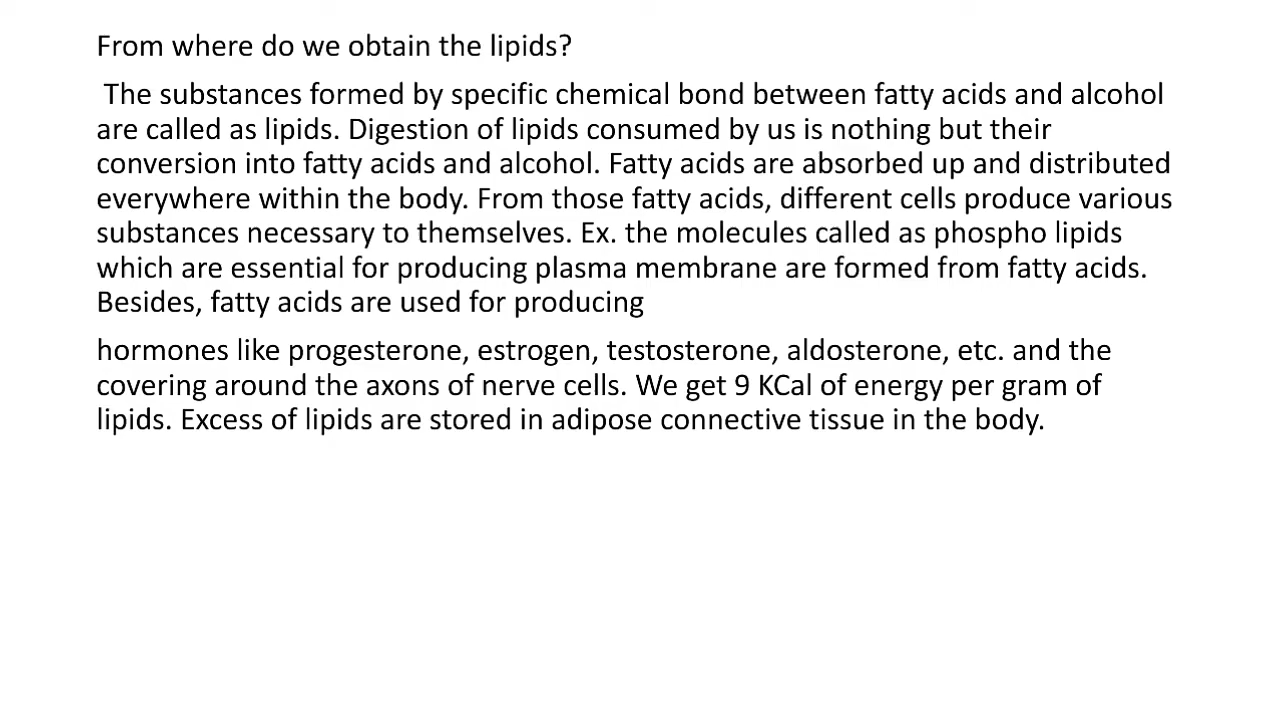 From where do we obtain the lipids?
The substances formed by specific chemical bond between fatty acids and alcohol
are called as lipids. Digestion of lipids consumed by us is nothing but their
conversion into fatty acids and alcohol. Fatty acids are absorbed up and distributed
everywhere within the body. From those fatty acids, different cells produce various
substances necessary to themselves. Ex. the molecules called as phospho lipids
which are essential for producing plasma membrane are formed from fatty acids.
Besides, fatty acids are used for producing
hormones like progesterone, estrogen, testosterone, aldosterone, etc. and the
covering around the axons of nerve cells. We get 9 KCal of energy per gram of
lipids. Excess of lipids are stored in adipose connective tissue in the body.